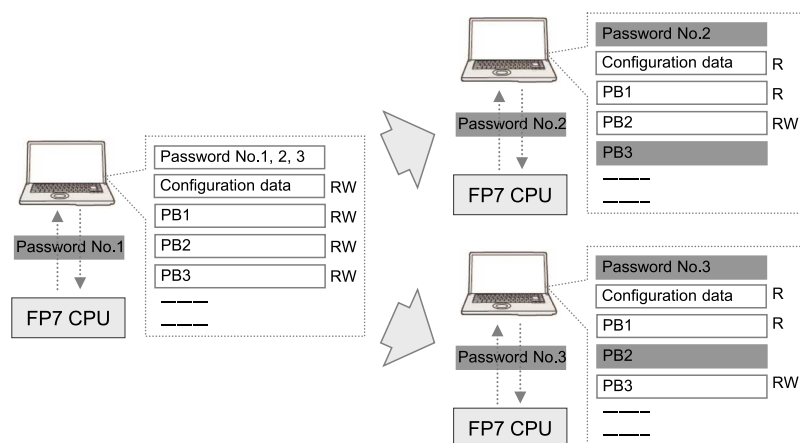 Password No.1
FP7 CPU
Password No.1, 2, 3
Configuration data RW
PB1 RW
PB2 RW
PB3 RW
Password No.2
FP7 CPU
Password No.2
Configuration data R
PB1 R
PB2 RW
PB3
Password No.3
FP7 CPU
Password No.3
Configuration data R
PB1 R
PB2
PB3 RW